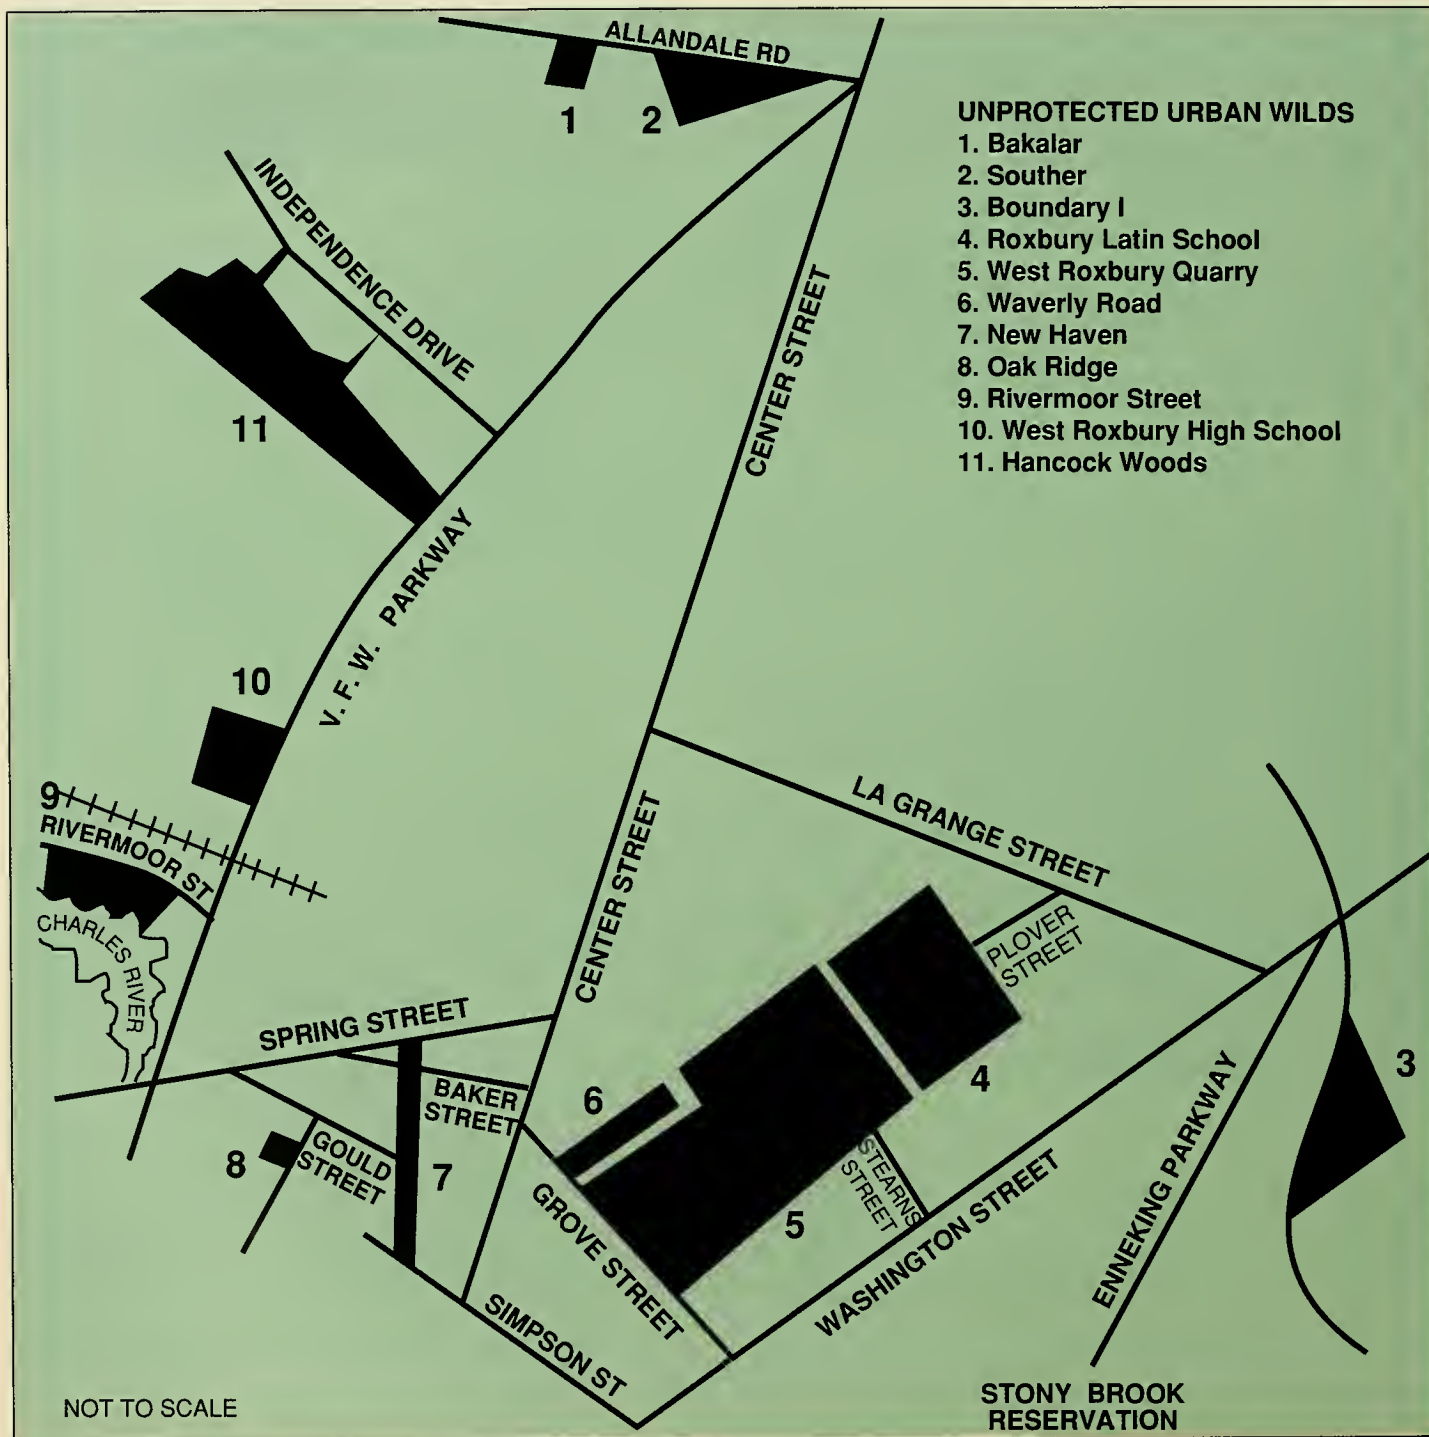 ALLANDALE RD
1
2
UNPROTECTED URBAN WILDS
1. Bakalar
2. Souther
3. Boundary I
4. Roxbury Latin School
5. West Roxbury Quarry
6. Waverly Road
7. New Haven
8. Oak Ridge
9. Rivermoor Street
10. West Roxbury High School
11. Hancock Woods
INDEPENDENCE DRIVE
CENTER STREET
11
V. F. W. PARKWAY
10
9
RIVERMOOR ST
CHARLES RIVER
LA GRANGE STREET
CENTER STREET
PLOVER
STREET
SPRING STREET
BAKER
STREET
6
4
3
GOULD
STREET
8
7
STEARNS
STREET
5
GROVE STREET
WASHINGTON STREET
ENNEKING PARKWAY
SIMPSON ST
NOT TO SCALE
STONY BROOK
RESERVATION